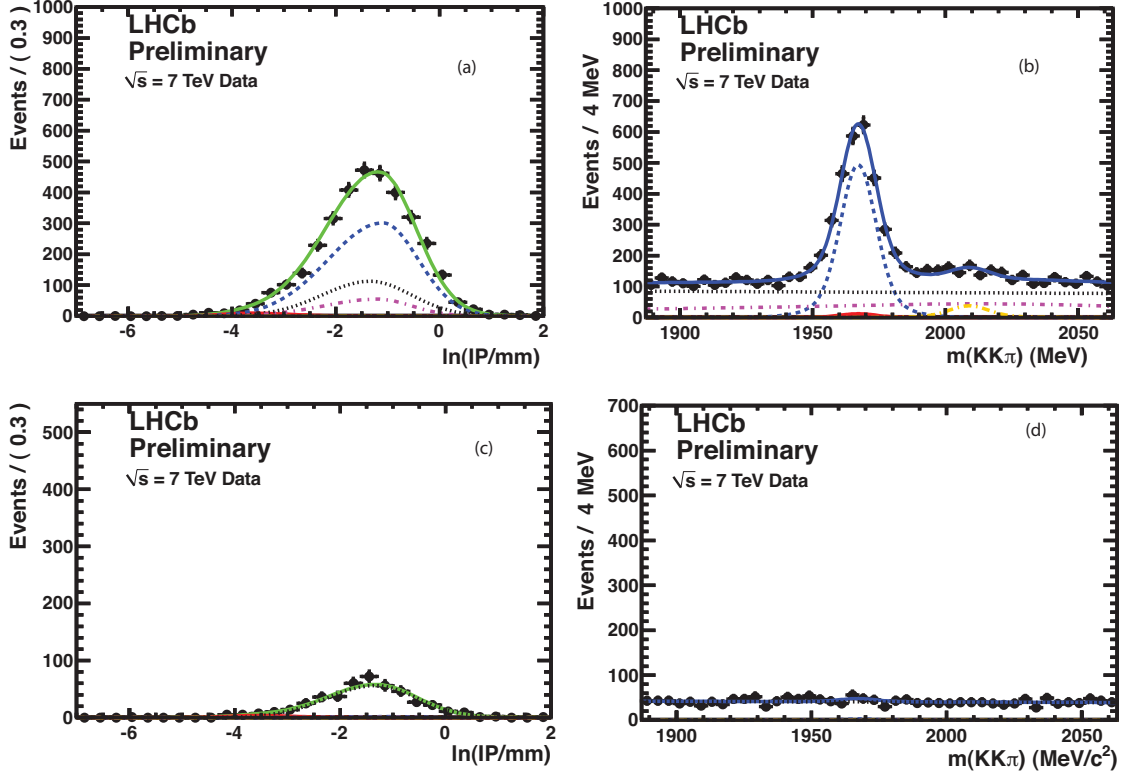 LHCb
Preliminary
√s = 7 TeV Data
(a)
Events / ( 0.3 )
1000
900
800
700
600
500
400
300
200
100
0
-6
-4
-2
0
2
ln(IP/mm)
LHCb
Preliminary
√s = 7 TeV Data
(b)
Events / 4 MeV
1000
900
800
700
600
500
400
300
200
100
0
1900
1950
2000
2050
m(KKπ) (MeV)
LHCb
Preliminary
√s = 7 TeV Data
(c)
Events / ( 0.3 )
500
400
300
240
160
80
0
-6
-4
-2
0
2
ln(IP/mm)
LHCb
Preliminary
√s = 7 TeV Data
(d)
Events / 4 MeV
700
600
500
400
300
200
100
0
1900
1950
2000
2050
m(KKπ) (MeV/c²)